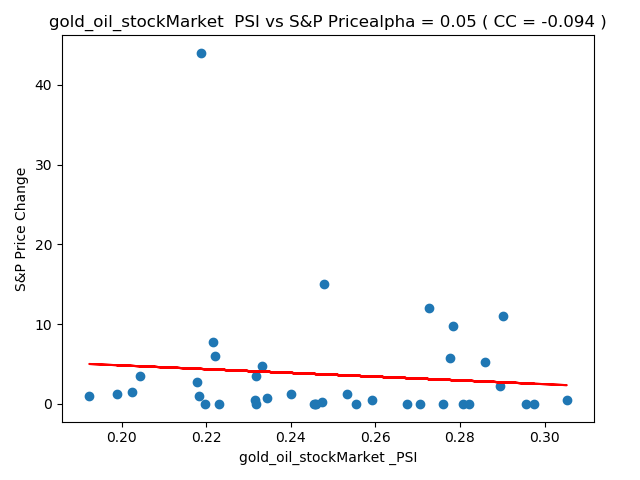 gold_oil_stockMarket  PSI vs S&P Pricealpha = 0.05 ( CC = -0.094 )
S&P Price Change
40
30
20
10
0
0.20 0.22 0.24 0.26 0.28 0.30
gold_oil_stockMarket _PSI